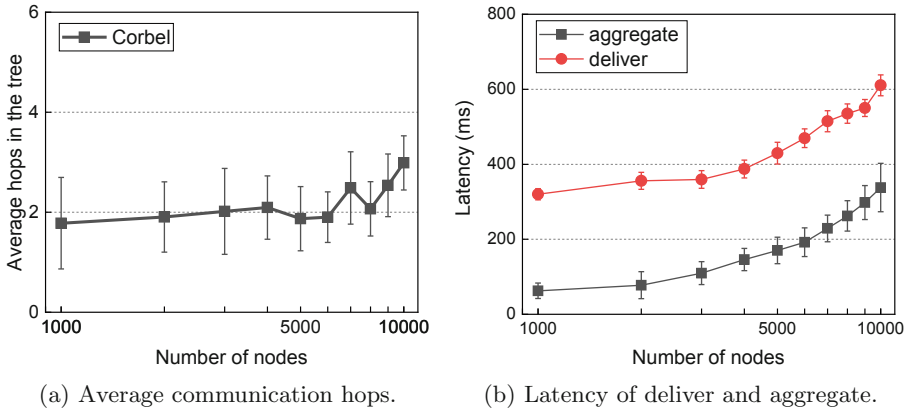 6
4
2
0
Average hops in the tree
Corbel
1000
5000
10000
Number of nodes
(a) Average communication hops.
800
600
400
200
0
Latency (ms)
aggregate
deliver
1000
5000
10000
Number of nodes
(b) Latency of deliver and aggregate.